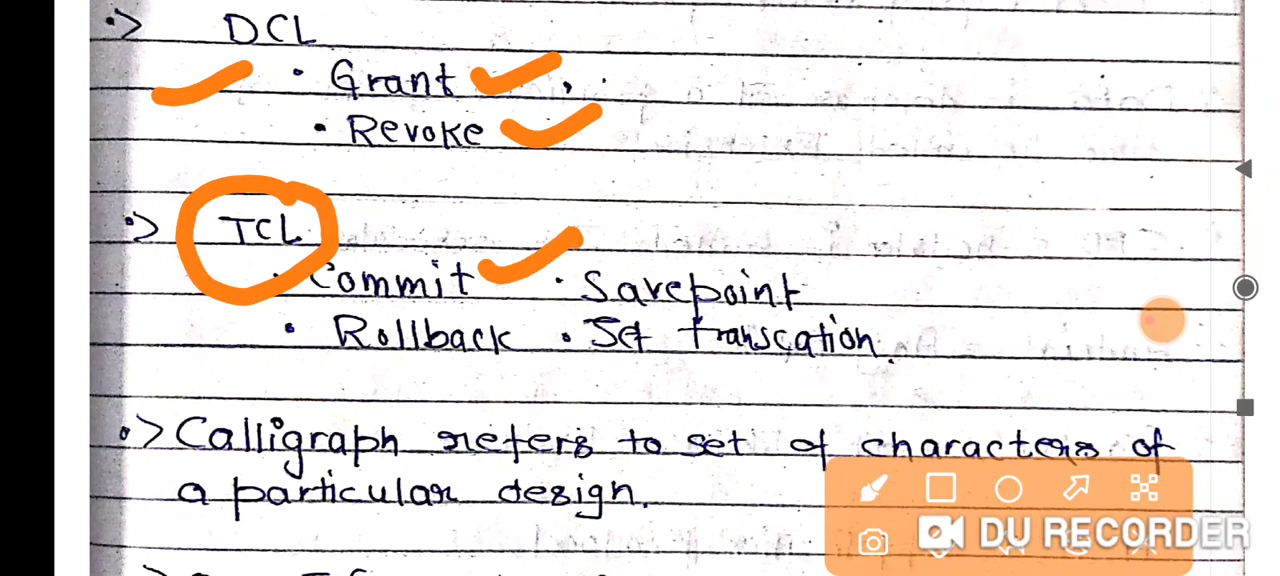 DCL
• Grant ,
• Revoke
TCL
• Commit • Savepoint
• Rollback • Set transcation.
Calligraph refers to set of characters of
a particular design.
DU RECORDER